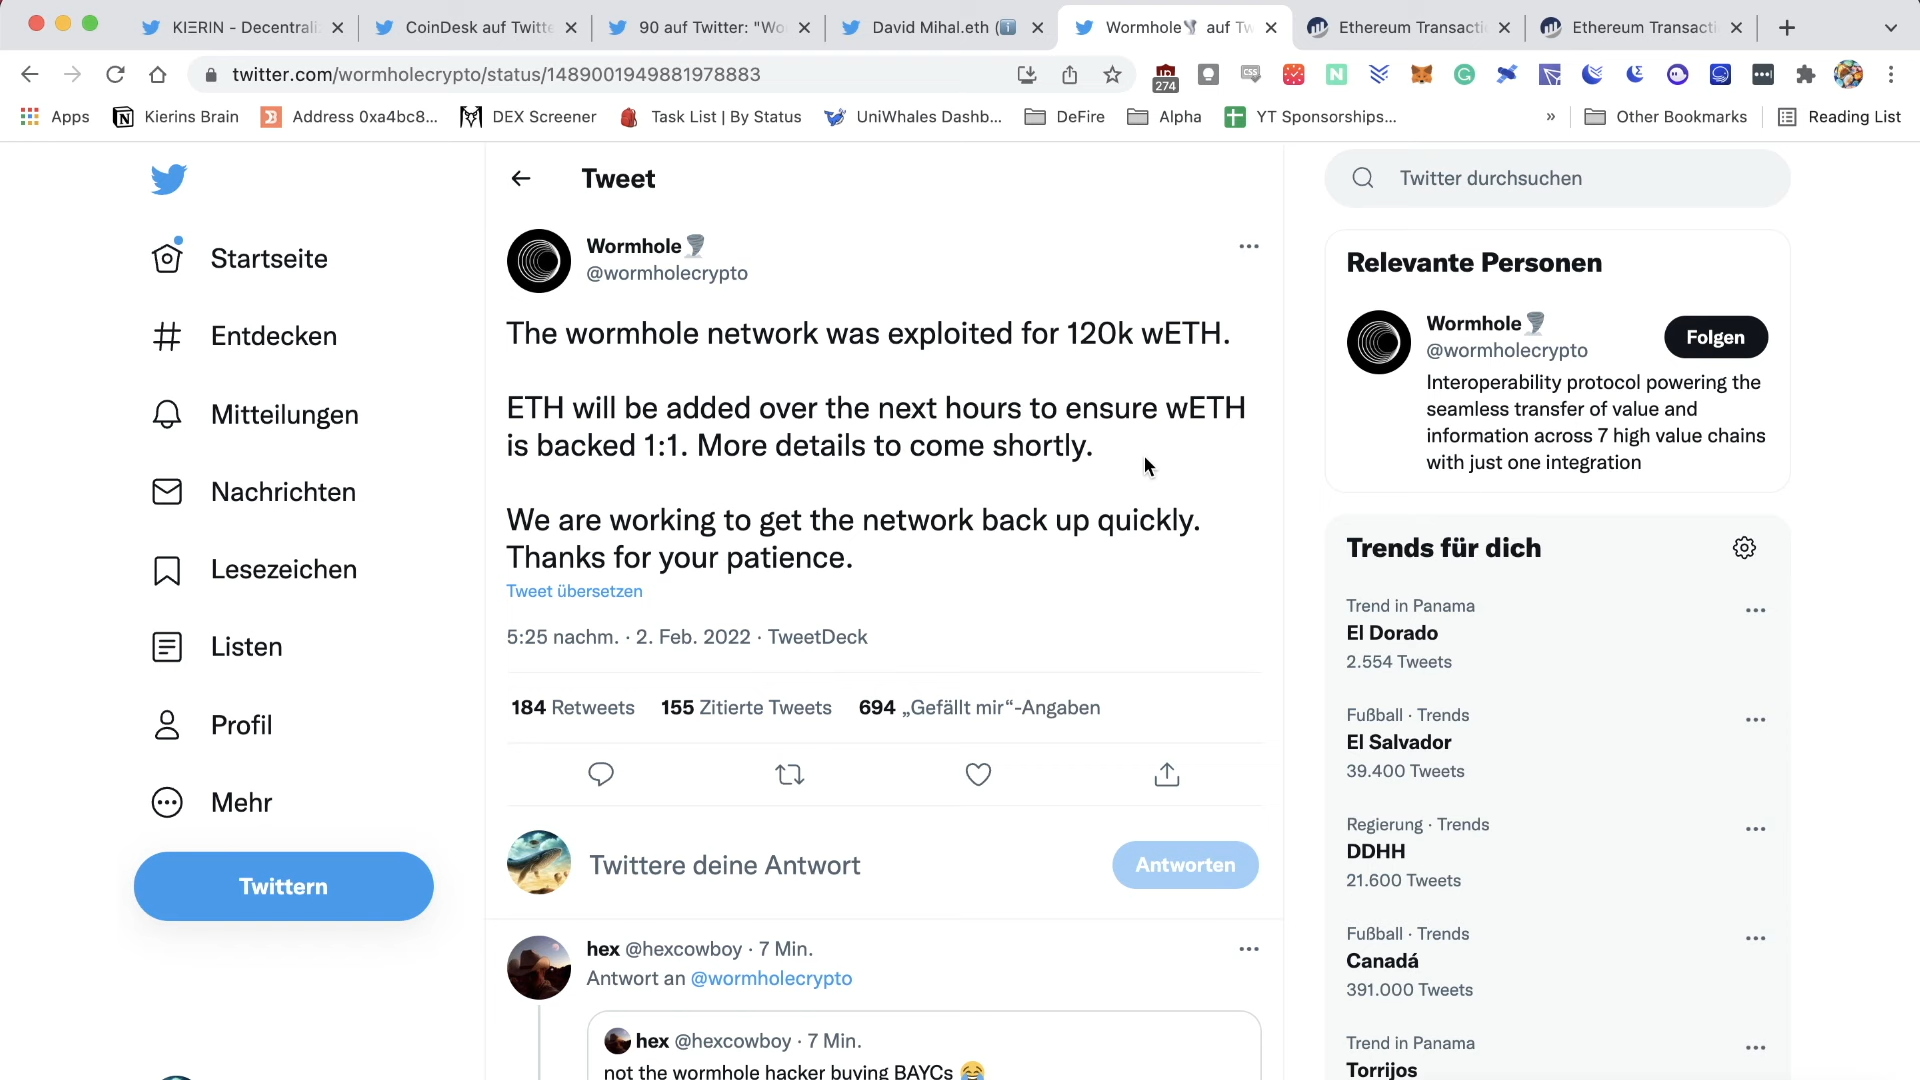 KIERIN - Decentrali
CoinDesk auf Twitte
90 auf Twitter: "Wo
David Mihal.eth (
Wormhole🌪 auf Tw
Ethereum Transacti
Ethereum Transacti
twitter.com/wormholecrypto/status/1489001949881978883
274
CSS
Apps
Kierins Brain
Address 0xa4bc8...
DEX Screener
Task List | By Status
UniWhales Dashb...
DeFire
Alpha
YT Sponsorships...
»
Other Bookmarks
Reading List
Startseite
Entdecken
Mitteilungen
Nachrichten
Lesezeichen
Listen
Profil
Mehr
Twittern
Tweet
Wormhole🌪
@wormholecrypto
The wormhole network was exploited for 120k wETH.
ETH will be added over the next hours to ensure wETH
is backed 1:1. More details to come shortly.
We are working to get the network back up quickly.
Thanks for your patience.
Tweet übersetzen
5:25 nachm. · 2. Feb. 2022 · TweetDeck
184 Retweets 155 Zitierte Tweets 694 „Gefällt mir“-Angaben
Twittere deine Antwort
Antworten
hex @hexcowboy · 7 Min.
Antwort an @wormholecrypto
hex @hexcowboy · 7 Min.
not the wormhole hacker buying BAYCs 😂
Twitter durchsuchen
Relevante Personen
Wormhole🌪
@wormholecrypto
Folgen
Interoperability protocol powering the
seamless transfer of value and
information across 7 high value chains
with just one integration
Trends für dich
Trend in Panama
El Dorado
2.554 Tweets
Fußball · Trends
El Salvador
39.400 Tweets
Regierung · Trends
DDHH
21.600 Tweets
Fußball · Trends
Canadá
391.000 Tweets
Trend in Panama
Torrijos